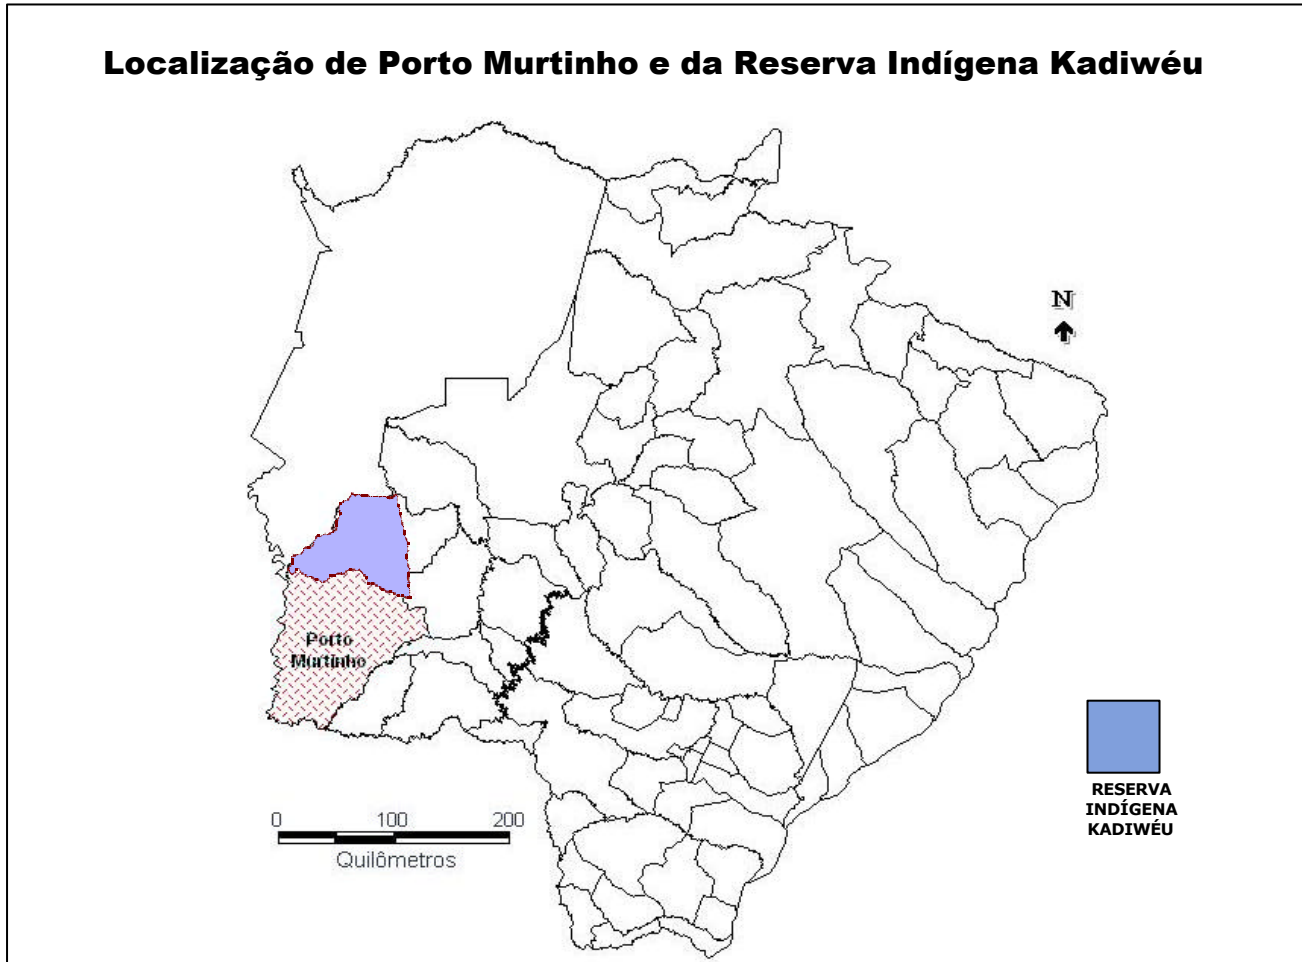 Localização de Porto Murtinho e da Reserva Indígena Kadiwéu
N
Porto
Murtinho
RESERVA
INDÍGENA
KADIWÉU
0 100 200
Quilômetros